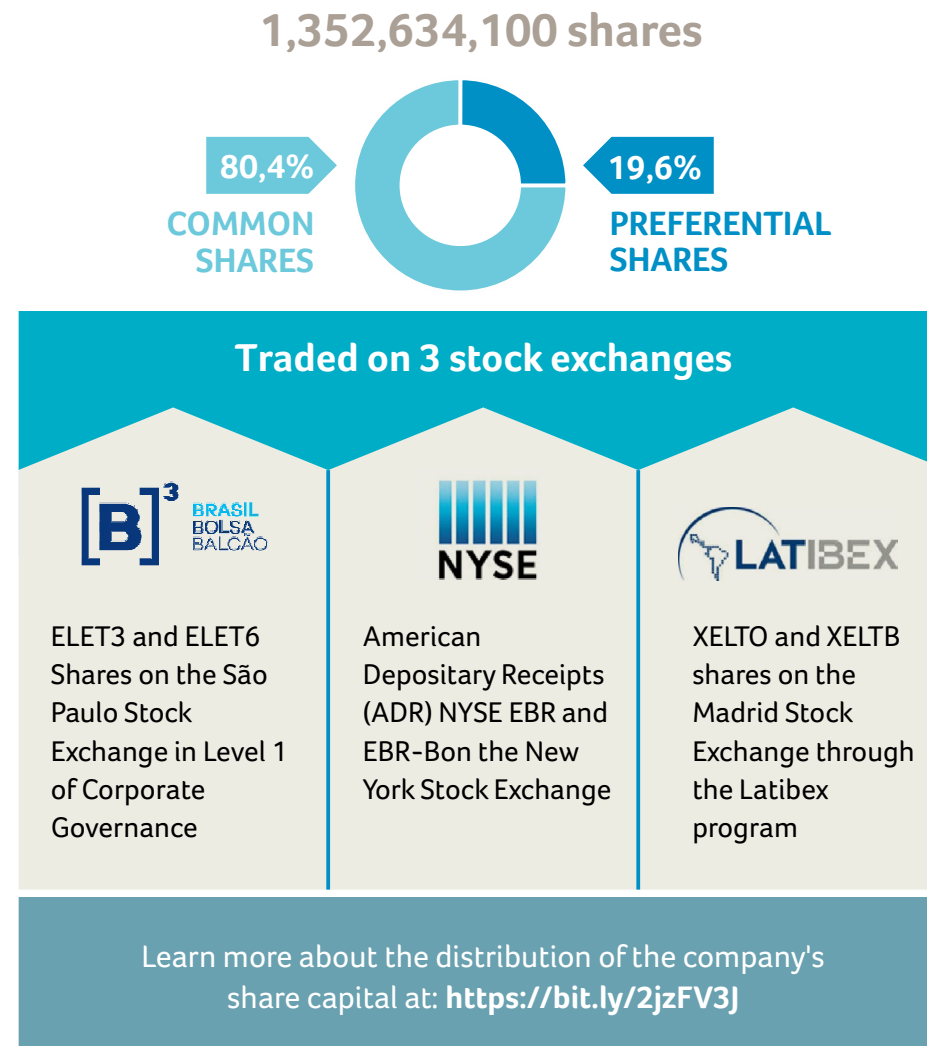 1,352,634,100 shares
80,4%
COMMON
SHARES
19,6%
PREFERENTIAL
SHARES
Traded on 3 stock exchanges
[B]³ BRASIL
BOLSA
BALCÃO
ELET3 and ELET6
Shares on the São
Paulo Stock
Exchange in Level 1
of Corporate
Governance
NYSE
American
Depositary Receipts
(ADR) NYSE EBR and
EBR-Bon the New
York Stock Exchange
LATIBEX
XELTO and XELTB
shares on the
Madrid Stock
Exchange through
the Latibex
program
Learn more about the distribution of the company's
share capital at: https://bit.ly/2jzFV3J